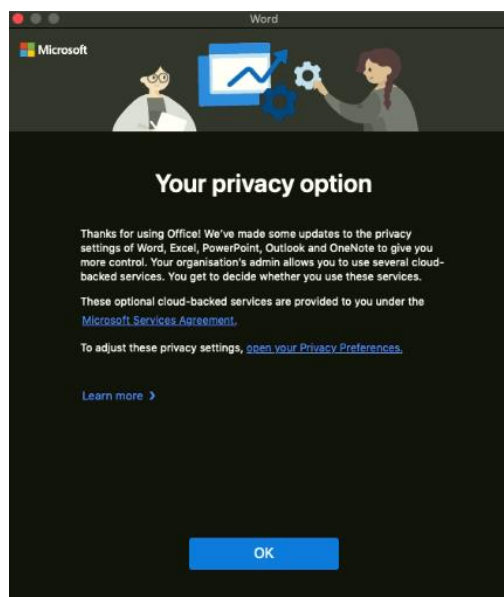 Word
Microsoft
Your privacy option
Thanks for using Office! We've made some updates to the privacy
settings of Word, Excel, PowerPoint, Outlook and OneNote to give you
more control. Your organisation's admin allows you to use several cloud-
backed services. You get to decide whether you use these services.
These optional cloud-backed services are provided to you under the
Microsoft Services Agreement.
To adjust these privacy settings, open your Privacy Preferences.
Learn more
OK